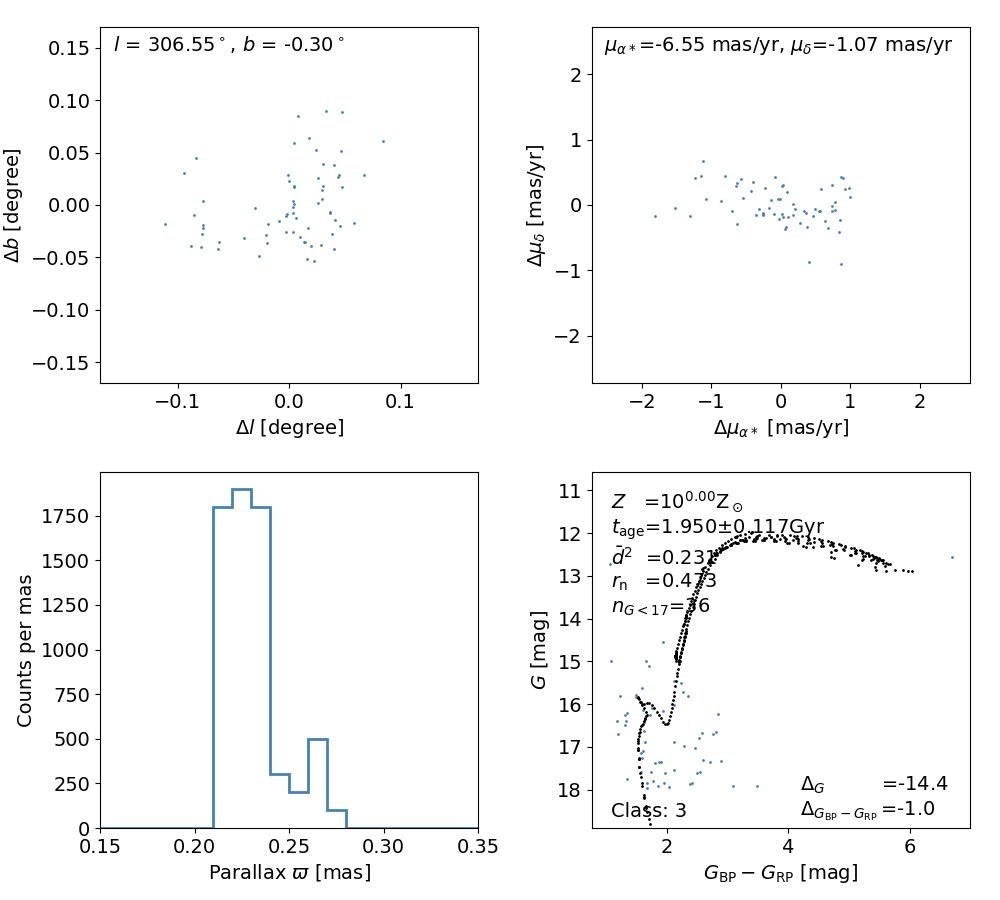 l = 306.55°, b = -0.30°
0.15
0.10
0.05
0.00
−0.05
−0.10
−0.15
−0.1 0.0 0.1
Δb [degree]
Δl [degree]
μα*=-6.55 mas/yr, μδ=-1.07 mas/yr
2
1
0
−1
−2
−2 −1 0 1 2
Δμδ [mas/yr]
Δμα* [mas/yr]
1750
1500
1250
1000
750
500
250
0
0.15 0.20 0.25 0.30 0.35
Counts per mas
Parallax ϖ [mas]
Z =10^0.00 Z⊙
t_age=1.950±0.117Gyr
d̄² =0.231
r_n =0.473
n_G<17=16
Class: 3
Δ_G =-14.4
Δ_GBP−GRP=-1.0
11
12
13
14
15
16
17
18
2 4 6
G [mag]
G_BP − G_RP [mag]